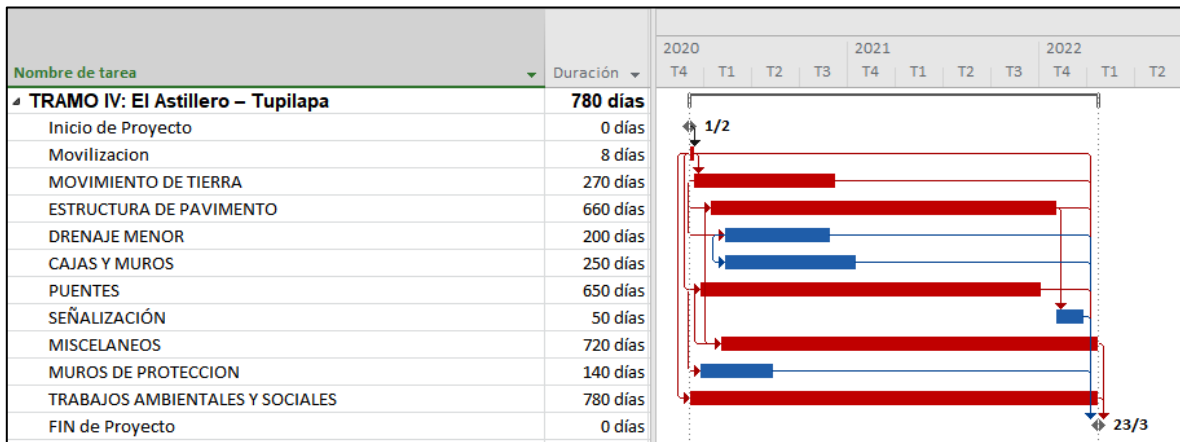 2020 2021 2022
Nombre de tarea Duración T4 T1 T2 T3 T4 T1 T2 T3 T4 T1 T2
TRAMO IV: El Astillero – Tupilapa 780 días
Inicio de Proyecto 0 días 1/2
Movilizacion 8 días
MOVIMIENTO DE TIERRA 270 días
ESTRUCTURA DE PAVIMENTO 660 días
DRENAJE MENOR 200 días
CAJAS Y MUROS 250 días
PUENTES 650 días
SEÑALIZACIÓN 50 días
MISCELANEOS 720 días
MUROS DE PROTECCION 140 días
TRABAJOS AMBIENTALES Y SOCIALES 780 días
FIN de Proyecto 0 días 23/3